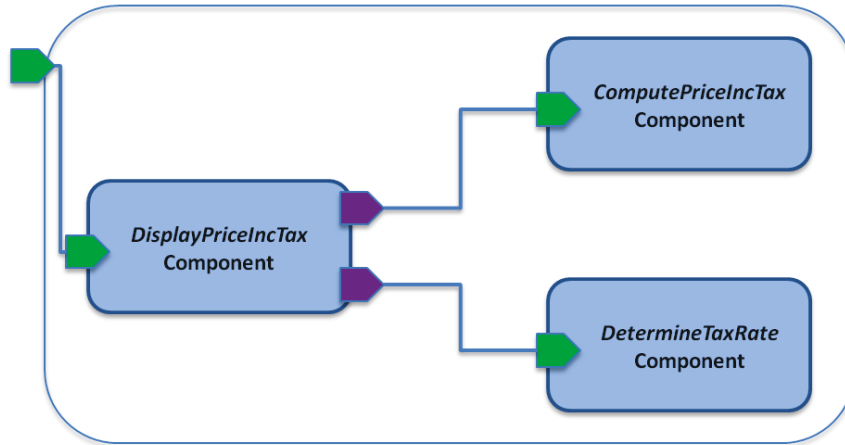 ComputePriceIncTax
Component
DisplayPriceIncTax
Component
DetermineTaxRate
Component